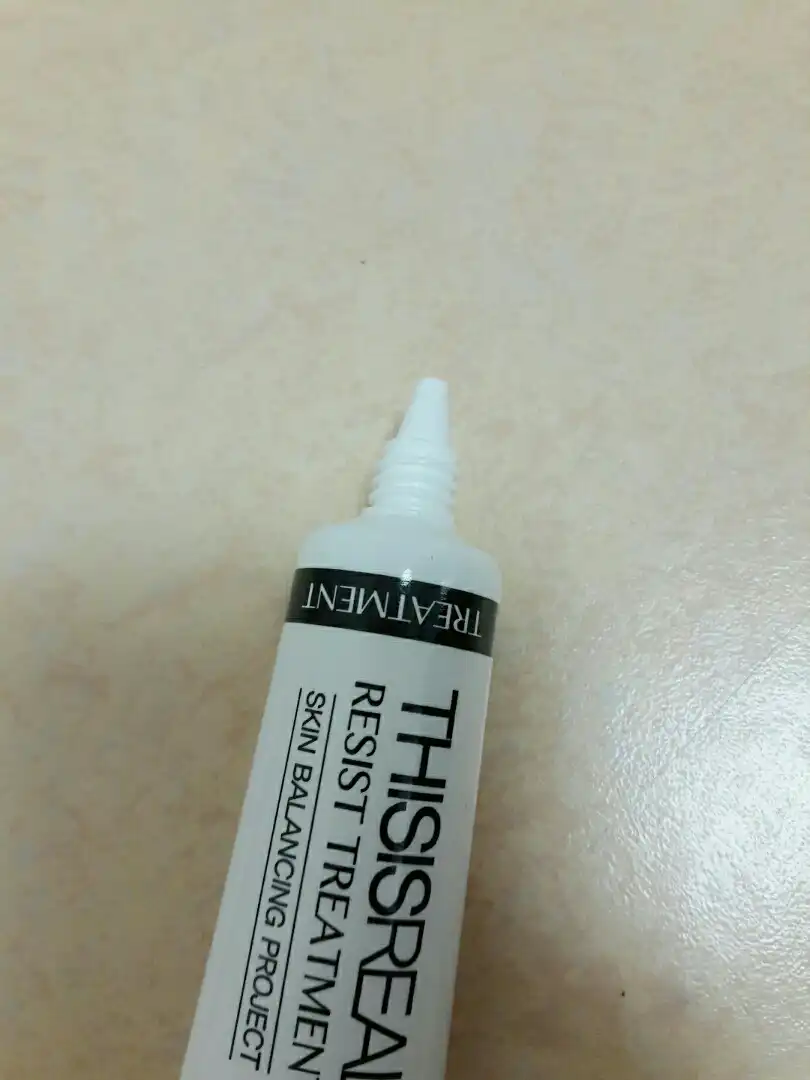 TREATMENT
THISISREAL
RESIST TREATMENT
SKIN BALANCING PROJECT